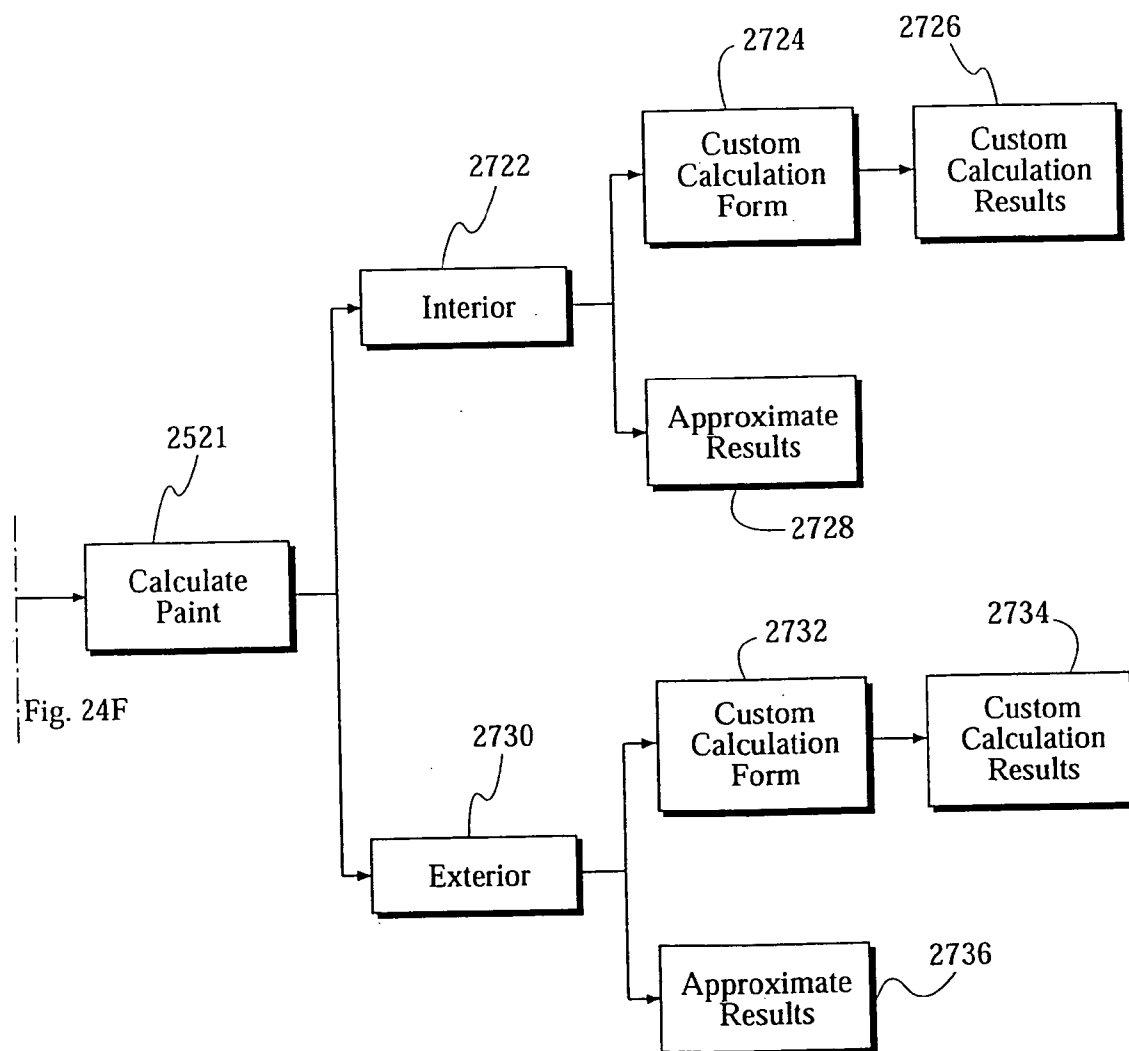 2724
2726
Custom
Calculation
Form
Custom
Calculation
Results
2722
Interior
Approximate
Results
2728
2521
Calculate
Paint
Fig. 24F
2732
2734
Custom
Calculation
Form
Custom
Calculation
Results
2730
Exterior
Approximate
Results
2736